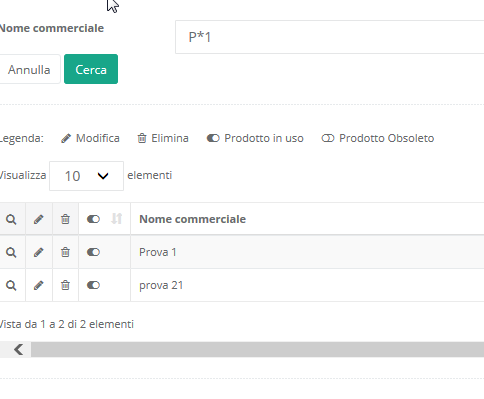 Nome commerciale
P*1
Annulla Cerca
Legenda: Modifica Elimina Prodotto in uso Prodotto Obsoleto
Visualizza 10 elementi
Nome commerciale
Prova 1
prova 21
Vista da 1 a 2 di 2 elementi